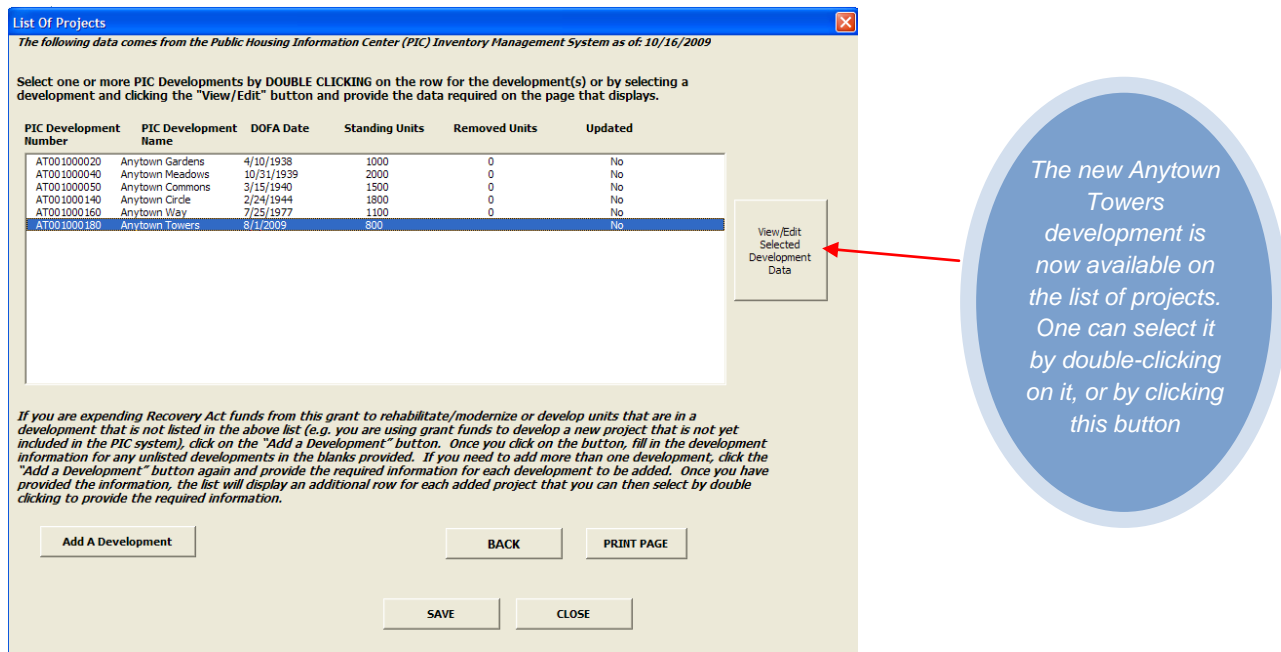 List Of Projects
The following data comes from the Public Housing Information Center (PIC) Inventory Management System as of: 10/16/2009
Select one or more PIC Developments by DOUBLE CLICKING on the row for the development(s) or by selecting a
development and clicking the "View/Edit" button and provide the data required on the page that displays.
PIC Development Number PIC Development Name DOFA Date Standing Units Removed Units Updated
AT001000020 Anytown Gardens 4/10/1938 1000 0 No
AT001000040 Anytown Meadows 10/31/1939 2000 0 No
AT001000050 Anytown Commons 3/15/1940 1500 0 No
AT001000140 Anytown Circle 2/24/1944 1800 0 No
AT001000160 Anytown Way 7/25/1977 1100 0 No
AT001000180 Anytown Towers 8/1/2009 800 No
View/Edit
Selected
Development
Data
The new Anytown
Towers
development is
now available on
the list of projects.
One can select it
by double-clicking
on it, or by clicking
this button
If you are expending Recovery Act funds from this grant to rehabilitate/modernize or develop units that are in a
development that is not listed in the above list (e.g. you are using grant funds to develop a new project that is not yet
included in the PIC system), click on the "Add a Development" button. Once you click on the button, fill in the development
information for any unlisted developments in the blanks provided. If you need to add more than one development, click the
"Add a Development" button again and provide the required information for each development to be added. Once you have
provided the information, the list will display an additional row for each added project that you can then select by double
clicking to provide the required information.
Add A Development
BACK
PRINT PAGE
SAVE
CLOSE